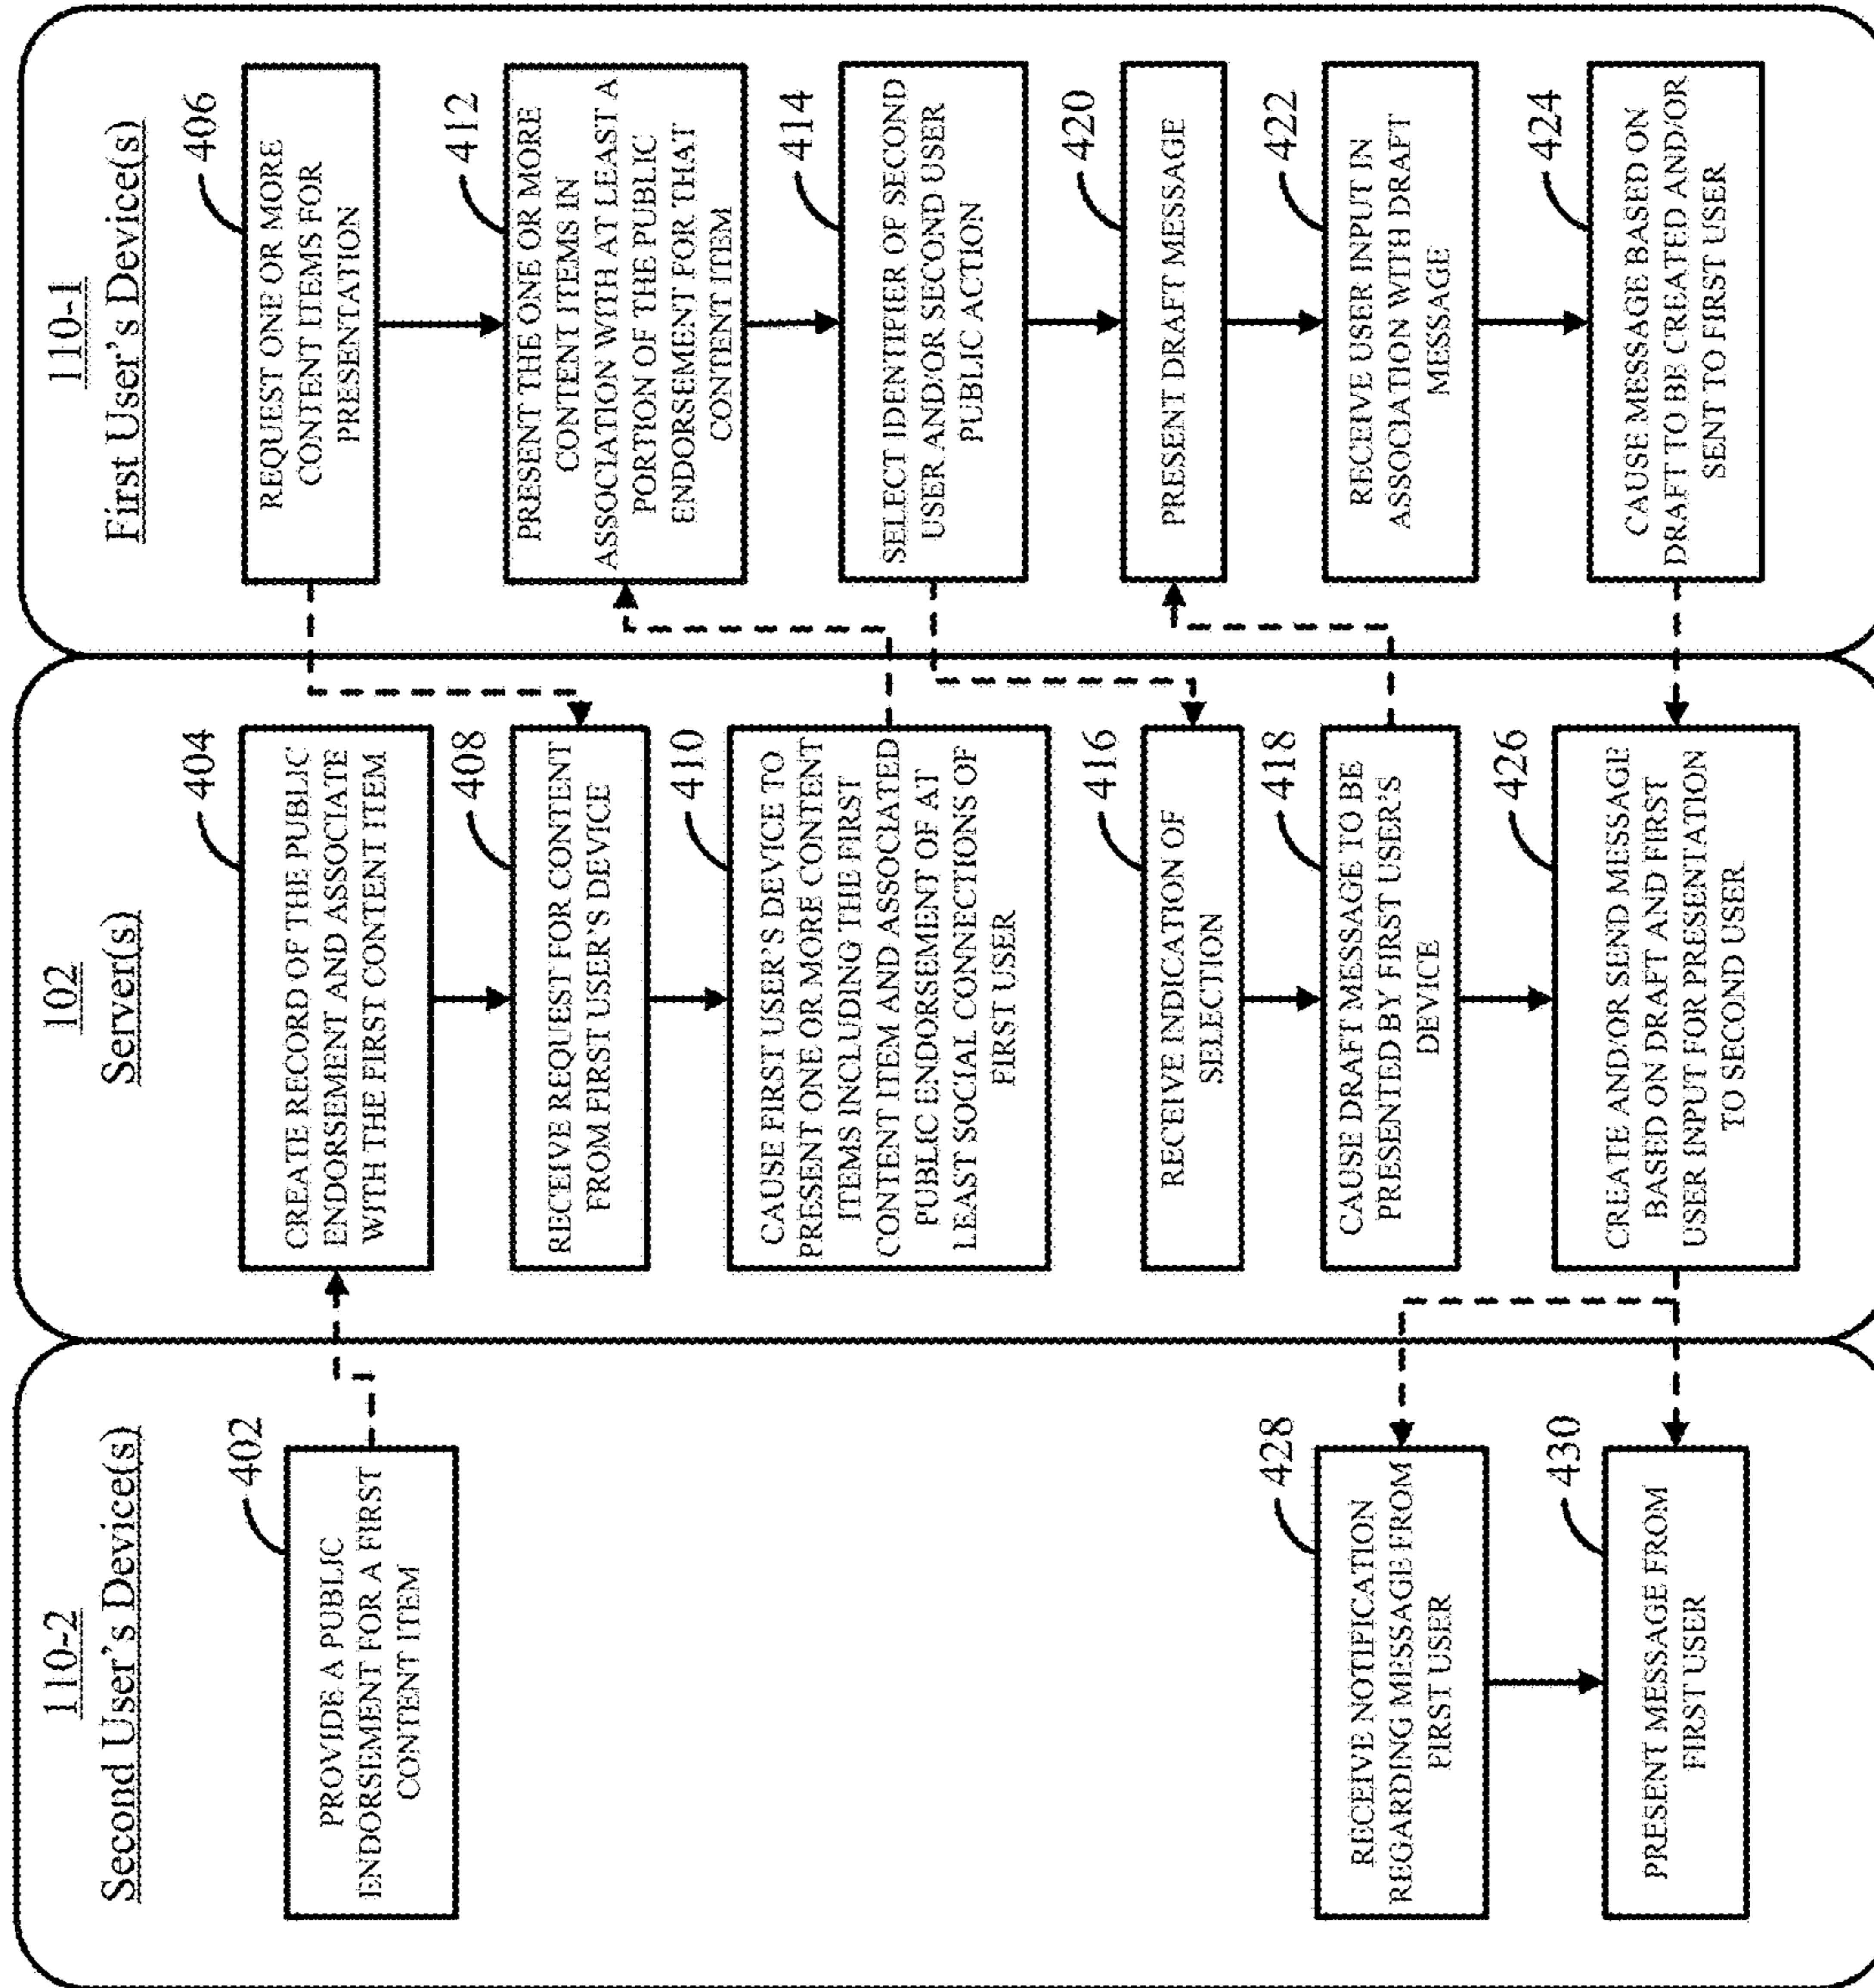 110-2
Second User's Device(s)
402
PROVIDE A PUBLIC
ENDORSEMENT FOR A FIRST
CONTENT ITEM
428
RECEIVE NOTIFICATION
REGARDING MESSAGE FROM
FIRST USER
430
PRESENT MESSAGE FROM
FIRST USER
102
Server(s)
404
CREATE RECORD OF THE PUBLIC
ENDORSEMENT AND ASSOCIATE
WITH THE FIRST CONTENT ITEM
408
RECEIVE REQUEST FOR CONTENT
FROM FIRST USER'S DEVICE
410
CAUSE FIRST USER'S DEVICE TO
PRESENT ONE OR MORE CONTENT
ITEMS INCLUDING THE FIRST
CONTENT ITEM AND ASSOCIATED
PUBLIC ENDORSEMENT OF AT
LEAST SOCIAL CONNECTIONS OF
FIRST USER
416
RECEIVE INDICATION OF
SELECTION
418
CAUSE DRAFT MESSAGE TO BE
PRESENTED BY FIRST USER'S
DEVICE
426
CREATE AND/OR SEND MESSAGE
BASED ON DRAFT AND FIRST
USER INPUT FOR PRESENTATION
TO SECOND USER
110-1
First User's Device(s)
406
REQUEST ONE OR MORE
CONTENT ITEMS FOR
PRESENTATION
412
PRESENT THE ONE OR MORE
CONTENT ITEMS IN
ASSOCIATION WITH AT LEAST A
PORTION OF THE PUBLIC
ENDORSEMENT FOR THAT
CONTENT ITEM
414
SELECT IDENTIFIER OF SECOND
USER AND/OR SECOND USER
PUBLIC ACTION
420
PRESENT DRAFT MESSAGE
422
RECEIVE USER INPUT IN
ASSOCIATION WITH DRAFT
MESSAGE
424
CAUSE MESSAGE BASED ON
DRAFT TO BE CREATED AND/OR
SENT TO FIRST USER